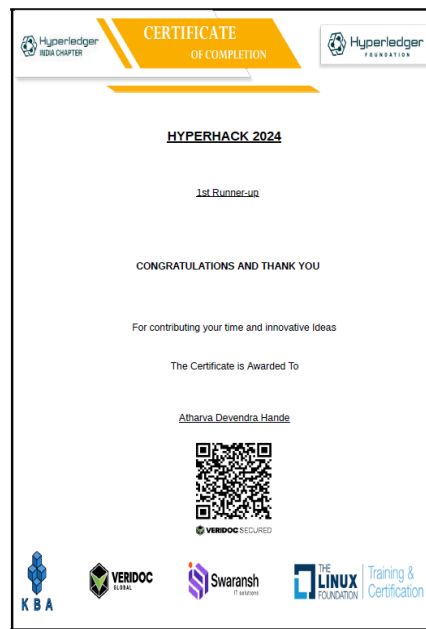 Hyperledger
INDIA CHAPTER
CERTIFICATE
OF COMPLETION
Hyperledger
FOUNDATION
HYPERHACK 2024
1st Runner-up
CONGRATULATIONS AND THANK YOU
For contributing your time and innovative Ideas
The Certificate is Awarded To
Atharva Devendra Hande
VERIDOC SECURED
KBA
VERIDOC
GLOBAL
Swaransh
IT solutions
THE
LINUX
FOUNDATION
Training &
Certification